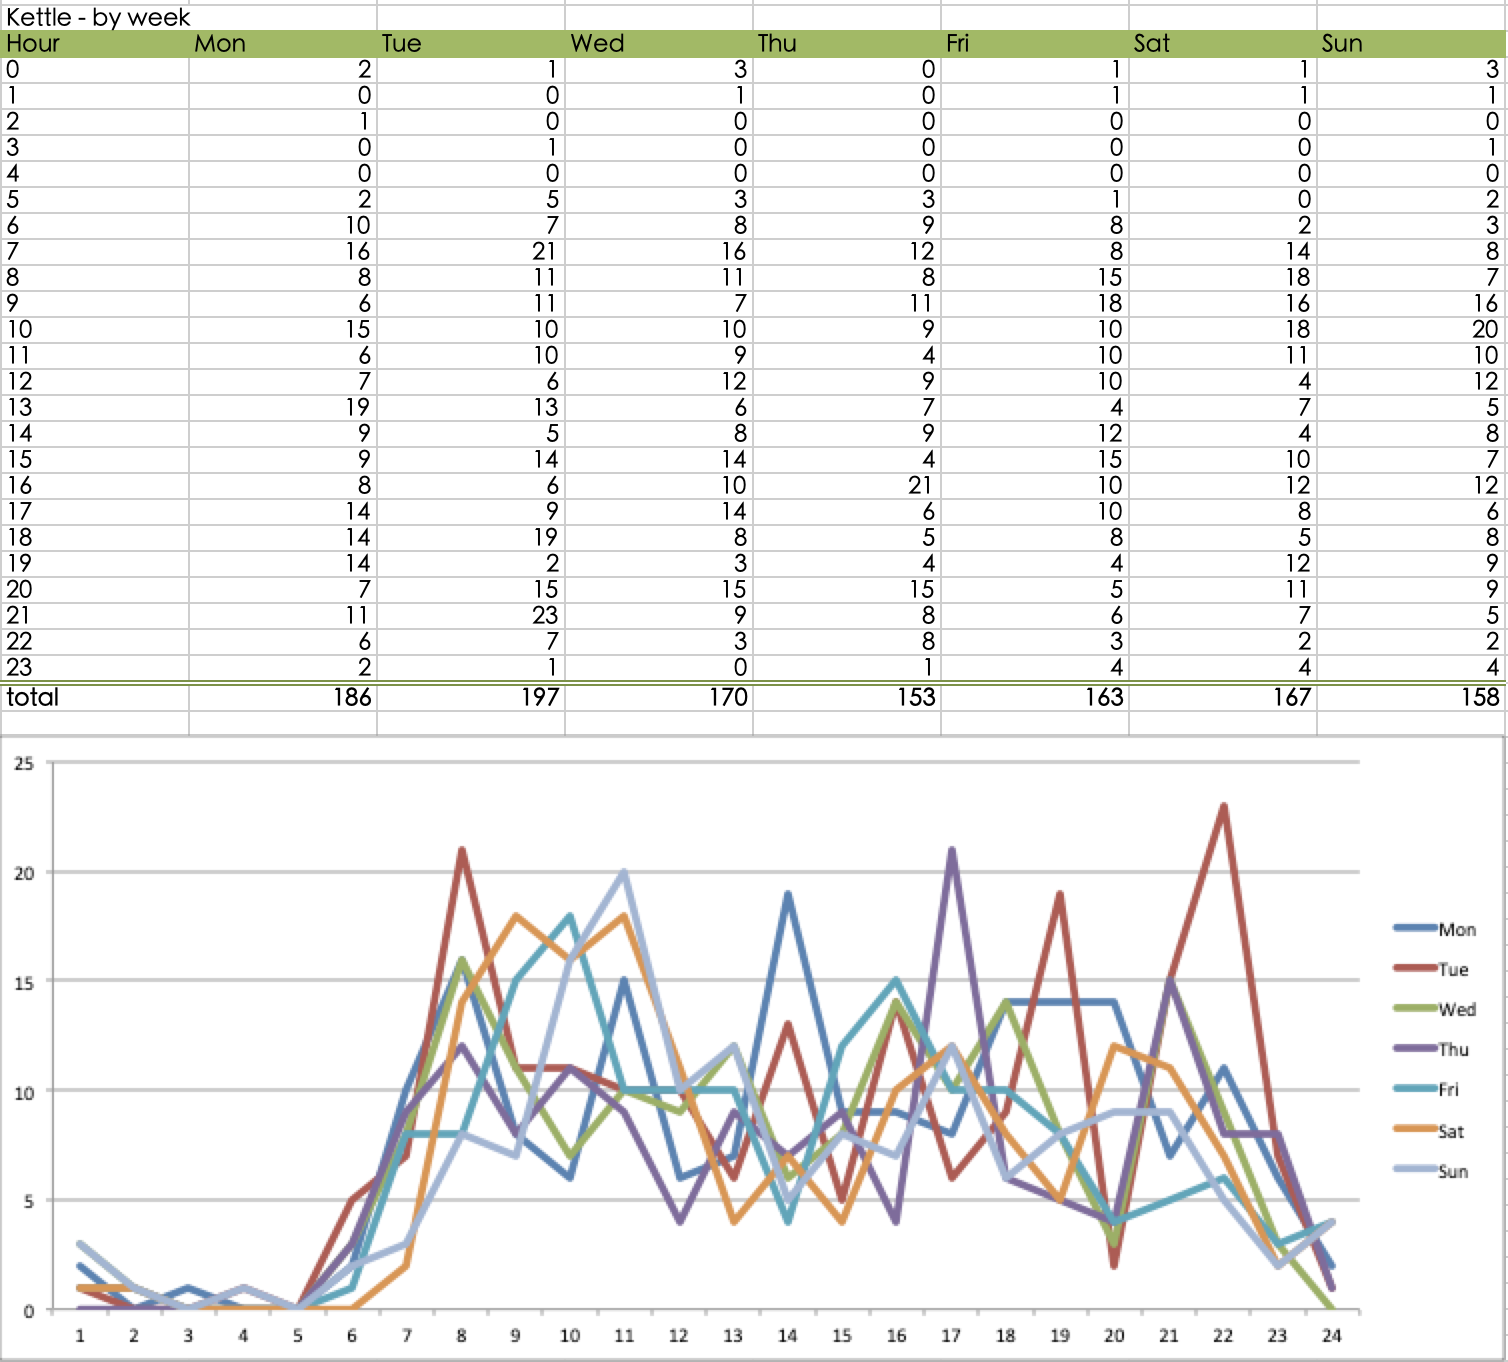 Kettle - by week
Hour Mon Tue Wed Thu Fri Sat Sun
0 2 1 3 0 1 1 3
1 0 0 1 0 1 1 1
2 1 0 0 0 0 0 0
3 0 1 0 0 0 0 1
4 0 0 0 0 0 0 0
5 2 5 3 3 1 0 2
6 10 7 8 9 8 2 3
7 16 21 16 12 8 14 8
8 8 11 11 8 15 18 7
9 6 11 7 11 18 16 16
10 15 10 10 9 10 18 20
11 6 10 9 4 10 11 10
12 7 6 12 9 10 4 12
13 19 13 6 7 4 7 5
14 9 5 8 9 12 4 8
15 9 14 14 4 15 10 7
16 8 6 10 21 10 12 12
17 14 9 14 6 10 8 6
18 14 19 8 5 8 5 8
19 14 2 3 4 4 12 9
20 7 15 15 15 5 11 9
21 11 23 9 8 6 7 5
22 6 7 3 8 3 2 2
23 2 1 0 1 4 4 4
total 186 197 170 153 163 167 158
25
20
15
10
5
0
1 2 3 4 5 6 7 8 9 10 11 12 13 14 15 16 17 18 19 20 21 22 23 24
Mon
Tue
Wed
Thu
Fri
Sat
Sun